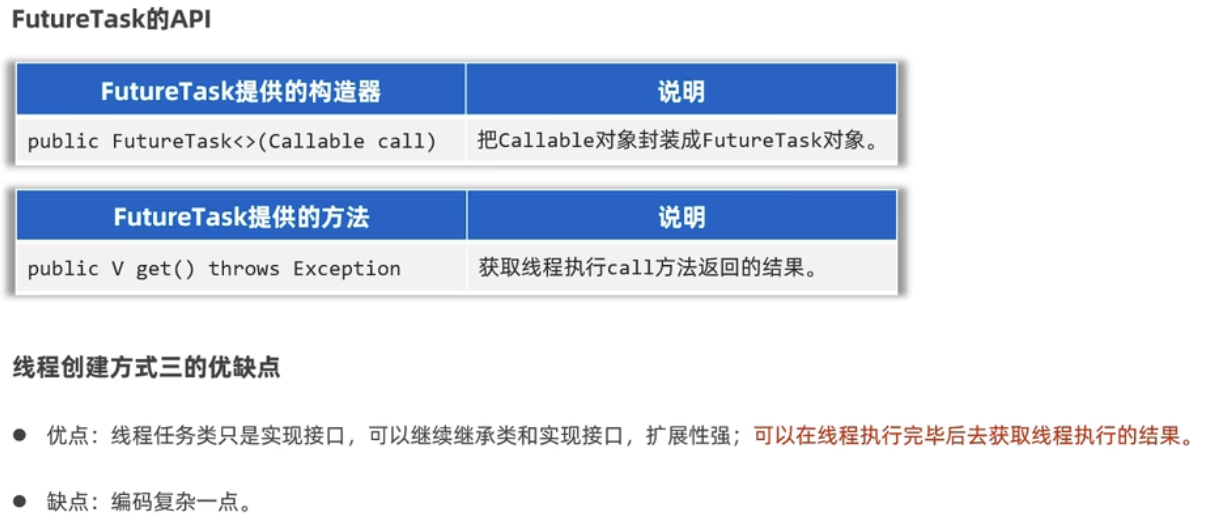 FutureTask的API
FutureTask提供的构造器 说明
public FutureTask<>(Callable call) 把Callable对象封装成FutureTask对象。
FutureTask提供的方法 说明
public V get() throws Exception 获取线程执行call方法返回的结果。
线程创建方式三的优缺点
● 优点：线程任务类只是实现接口，可以继续继承类和实现接口，扩展性强；可以在线程执行完毕后去获取线程执行的结果。
● 缺点：编码复杂一点。